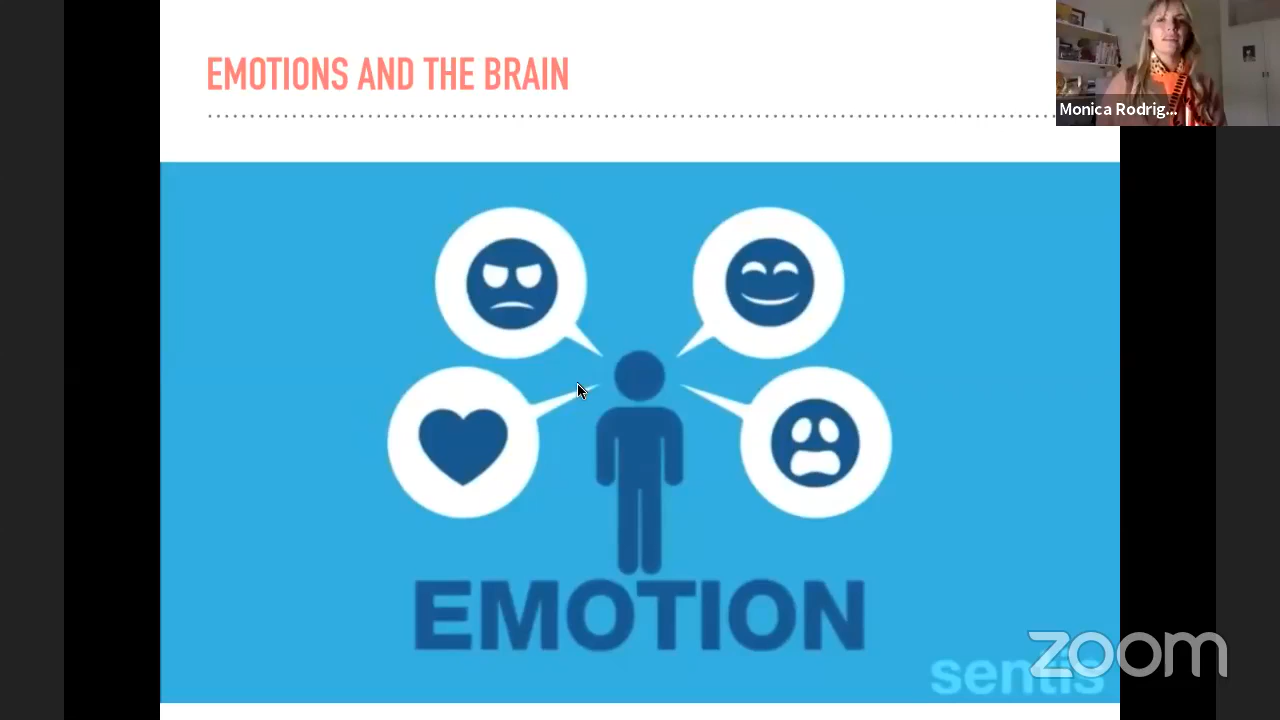 EMOTIONS AND THE BRAIN
Monica Rodrig...
EMOTION
sentis
zoom